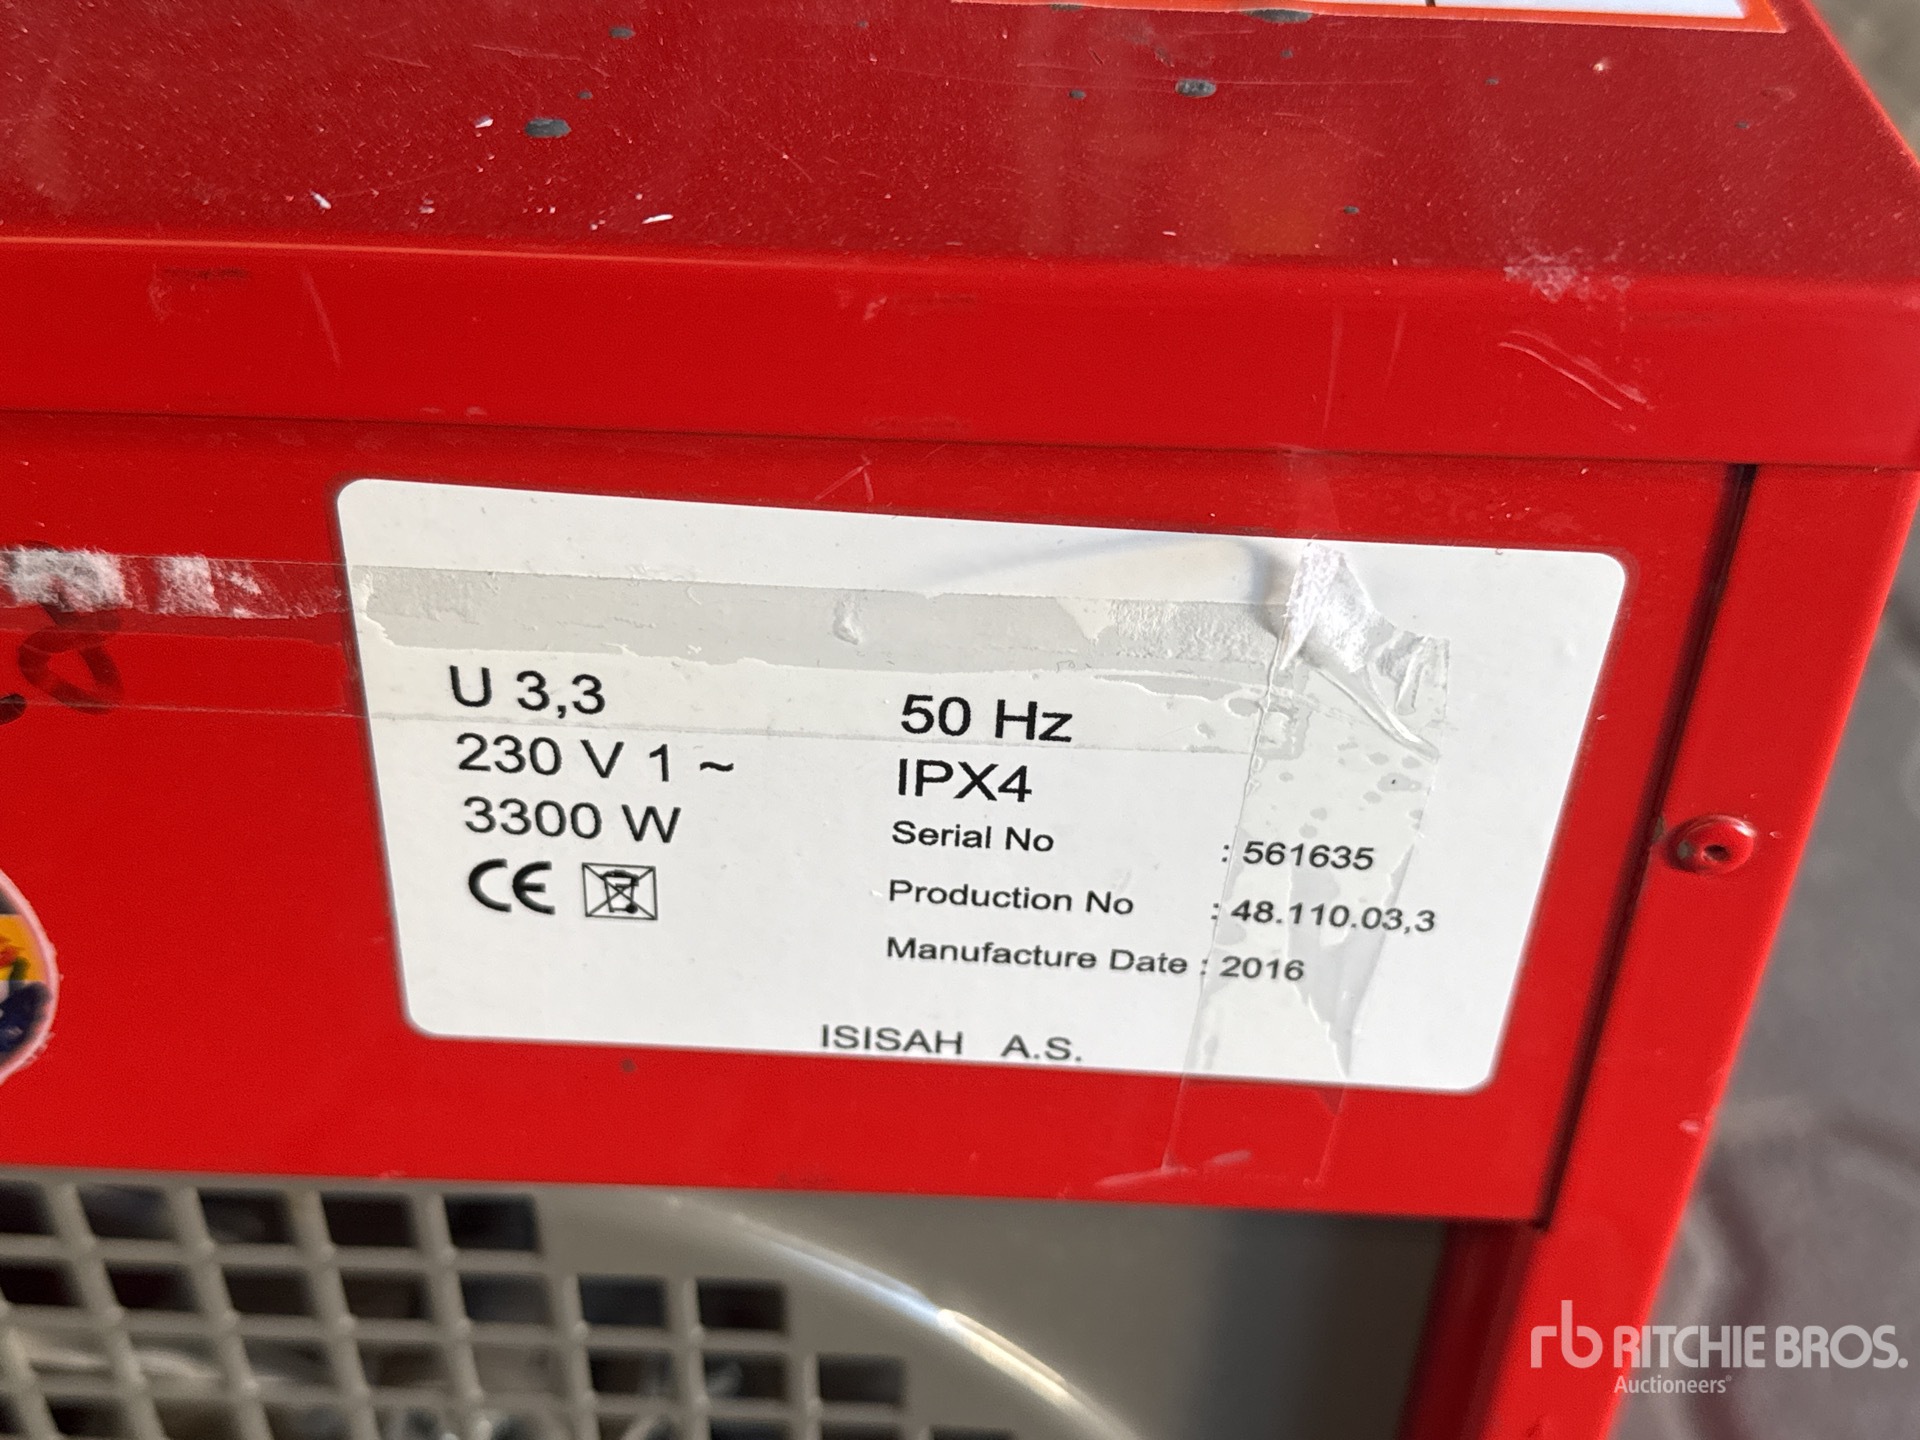 U 3,3
230 V 1 ~
3300 W
CE
50 Hz
IPX4
Serial No : 561635
Production No : 48.110.03,3
Manufacture Date : 2016
ISISAH A.S.
rb RITCHIE BROS.
Auctioneers